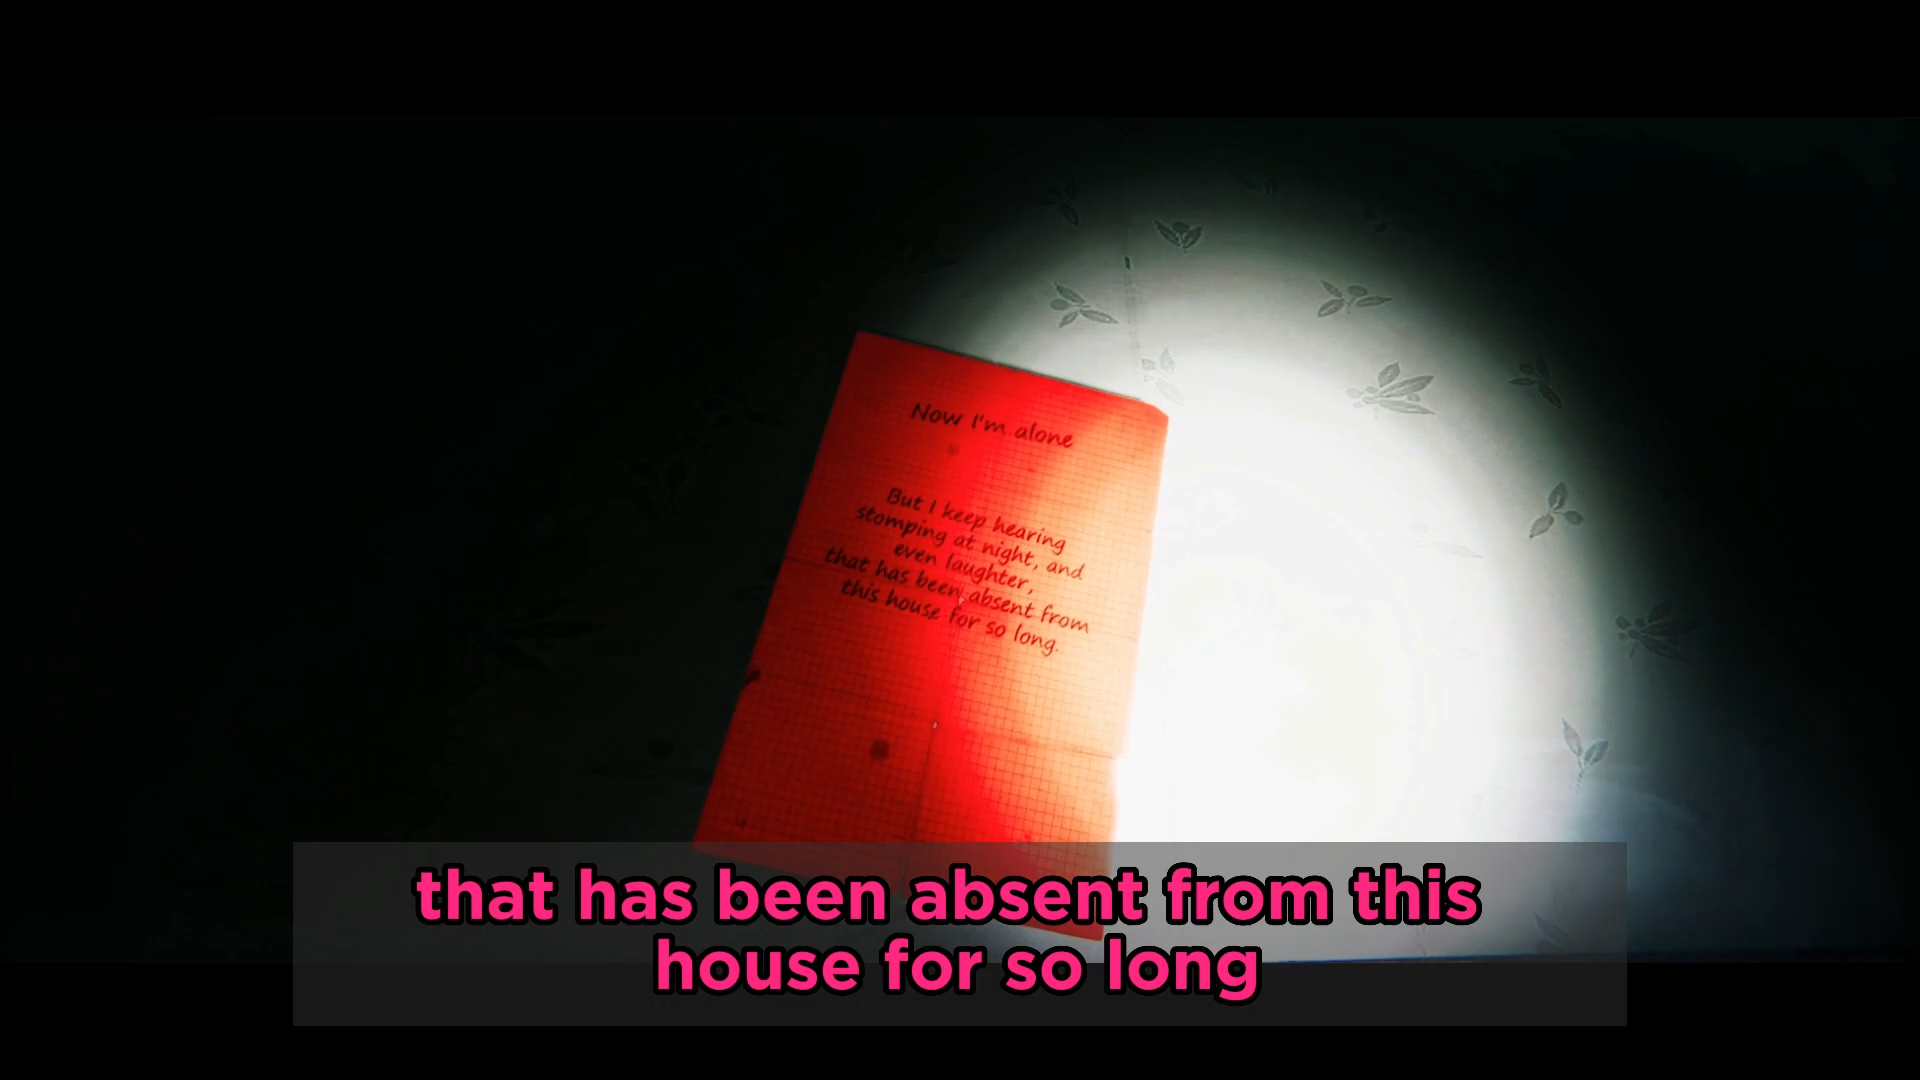 Now I'm alone
But I keep hearing
stomping at night, and
even laughter,
that has been absent from
this house for so long.
that has been absent from this
house for so long